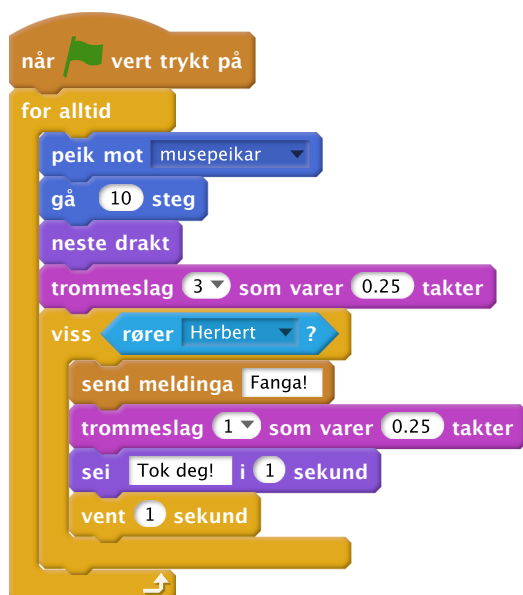 når vert trykt på
for alltid
peik mot musepeikar
gå 10 steg
neste drakt
trommeslag 3 som varer 0.25 takter
viss rører Herbert ?
send meldinga Fanga!
trommeslag 1 som varer 0.25 takter
sei Tok deg! i 1 sekund
vent 1 sekund